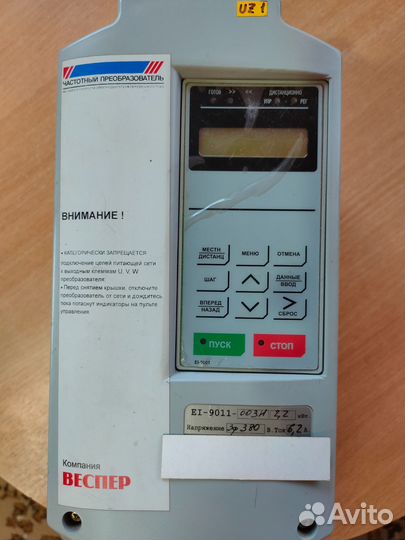 UZ1
ЧАСТОТНЫЙ ПРЕОБРАЗОВАТЕЛЬ
ВНИМАНИЕ !
• КАТЕГОРИЧЕСКИ ЗАПРЕЩАЕТСЯ
подключение цепей питающей сети
к выходным клеммам U, V, W
преобразователя.
• Перед снятием крышки, отключите
преобразователь от сети и дождитесь
пока погаснут индикаторы на пульте
управления
Компания
ВЕСПЕР
ГОТОВ >> << ДИСТАНЦИОННО
УПР РЕГ
МЕСТН
ДИСТАНЦ
МЕНЮ
ОТМЕНА
ШАГ
ДАННЫЕ
ВВОД
ВПЕРЕД
НАЗАД
СБРОС
ПУСК
СТОП
EI-9011
EI-9011-003H 2,2 кВт
Напряжение 3ф380 В.Ток 6,2 А
Avito